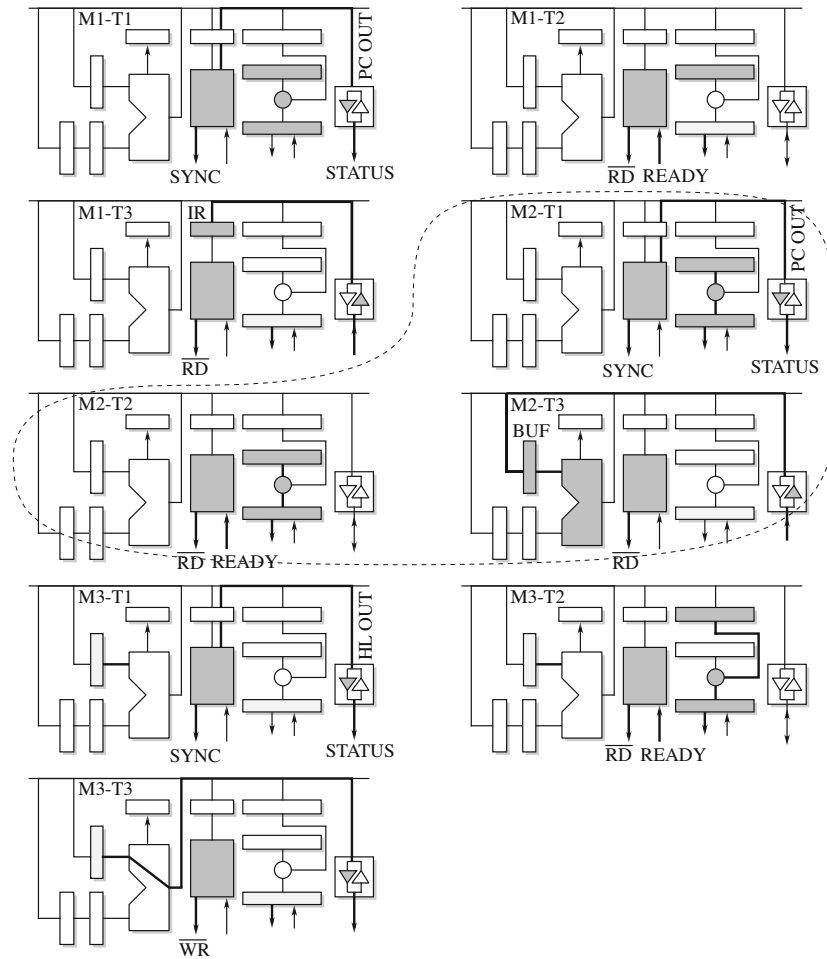 M1-T1
PC OUT
SYNC
STATUS
M1-T2
RD READY
M1-T3
IR
RD
M2-T1
PC OUT
SYNC
STATUS
M2-T2
RD READY
M2-T3
BUF
RD
M3-T1
HL OUT
SYNC
STATUS
M3-T2
RD READY
M3-T3
WR